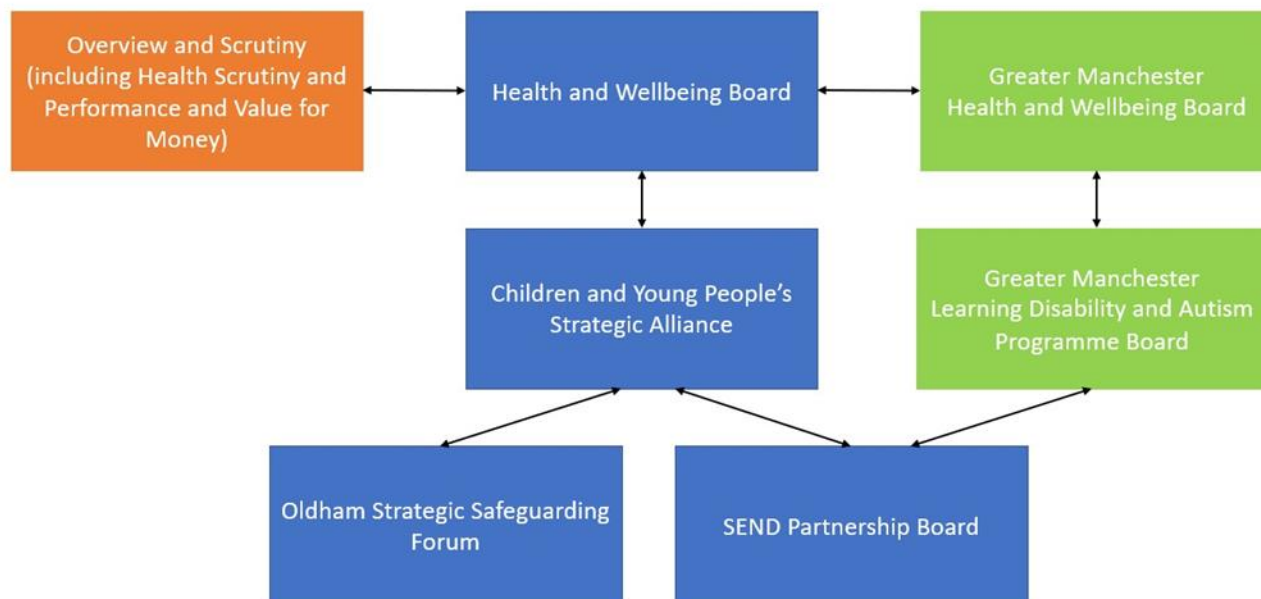 Overview and Scrutiny
(including Health Scrutiny and
Performance and Value for
Money)
Health and Wellbeing Board
Greater Manchester
Health and Wellbeing Board
Children and Young People’s
Strategic Alliance
Greater Manchester
Learning Disability and Autism
Programme Board
Oldham Strategic Safeguarding
Forum
SEND Partnership Board